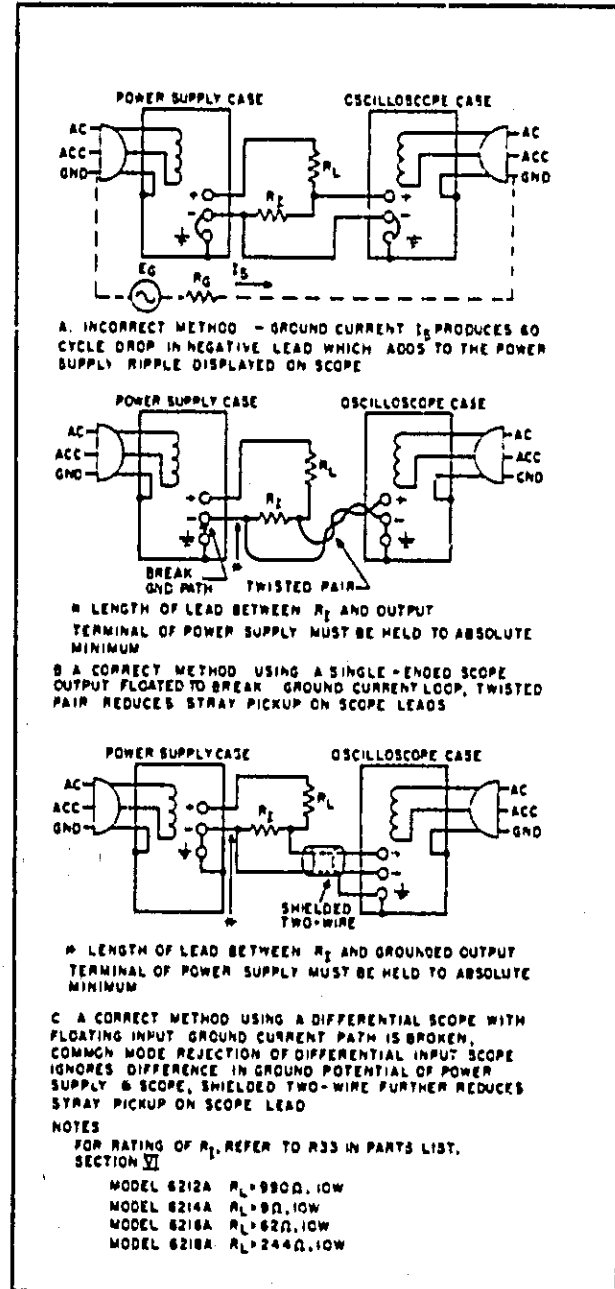 POWER SUPPLY CASE
OSCILLOSCOPE CASE
AC
ACC
GND
AC
ACC
GND
+
-
+
-
RL
RI
EG
RG
IS
A. INCORRECT METHOD - GROUND CURRENT IS PRODUCES 60
CYCLE DROP IN NEGATIVE LEAD WHICH ADDS TO THE POWER
SUPPLY RIPPLE DISPLAYED ON SCOPE
POWER SUPPLY CASE
OSCILLOSCOPE CASE
AC
ACC
GND
AC
ACC
GND
+
-
+
-
RL
RI
*
BREAK
GND PATH
TWISTED PAIR
* LENGTH OF LEAD BETWEEN RI AND OUTPUT
TERMINAL OF POWER SUPPLY MUST BE HELD TO ABSOLUTE
MINIMUM
B A CORRECT METHOD USING A SINGLE-ENDED SCOPE
OUTPUT FLOATED TO BREAK GROUND CURRENT LOOP, TWISTED
PAIR REDUCES STRAY PICKUP ON SCOPE LEADS
POWER SUPPLY CASE
OSCILLOSCOPE CASE
AC
ACC
GND
AC
ACC
GND
+
-
+
-
RL
RI
*
SHIELDED
TWO-WIRE
* LENGTH OF LEAD BETWEEN RI AND GROUNDED OUTPUT
TERMINAL OF POWER SUPPLY MUST BE HELD TO ABSOLUTE
MINIMUM
C A CORRECT METHOD USING A DIFFERENTIAL SCOPE WITH
FLOATING INPUT GROUND CURRENT PATH IS BROKEN,
COMMON MODE REJECTION OF DIFFERENTIAL INPUT SCOPE
IGNORES DIFFERENCE IN GROUND POTENTIAL OF POWER
SUPPLY & SCOPE, SHIELDED TWO-WIRE FURTHER REDUCES
STRAY PICKUP ON SCOPE LEAD
NOTES
FOR RATING OF RI, REFER TO R33 IN PARTS LIST,
SECTION VI
MODEL 6212A RL=990Ω, 10W
MODEL 6214A RL=9Ω, 10W
MODEL 6216A RL=62Ω, 10W
MODEL 6218A RL=244Ω, 10W